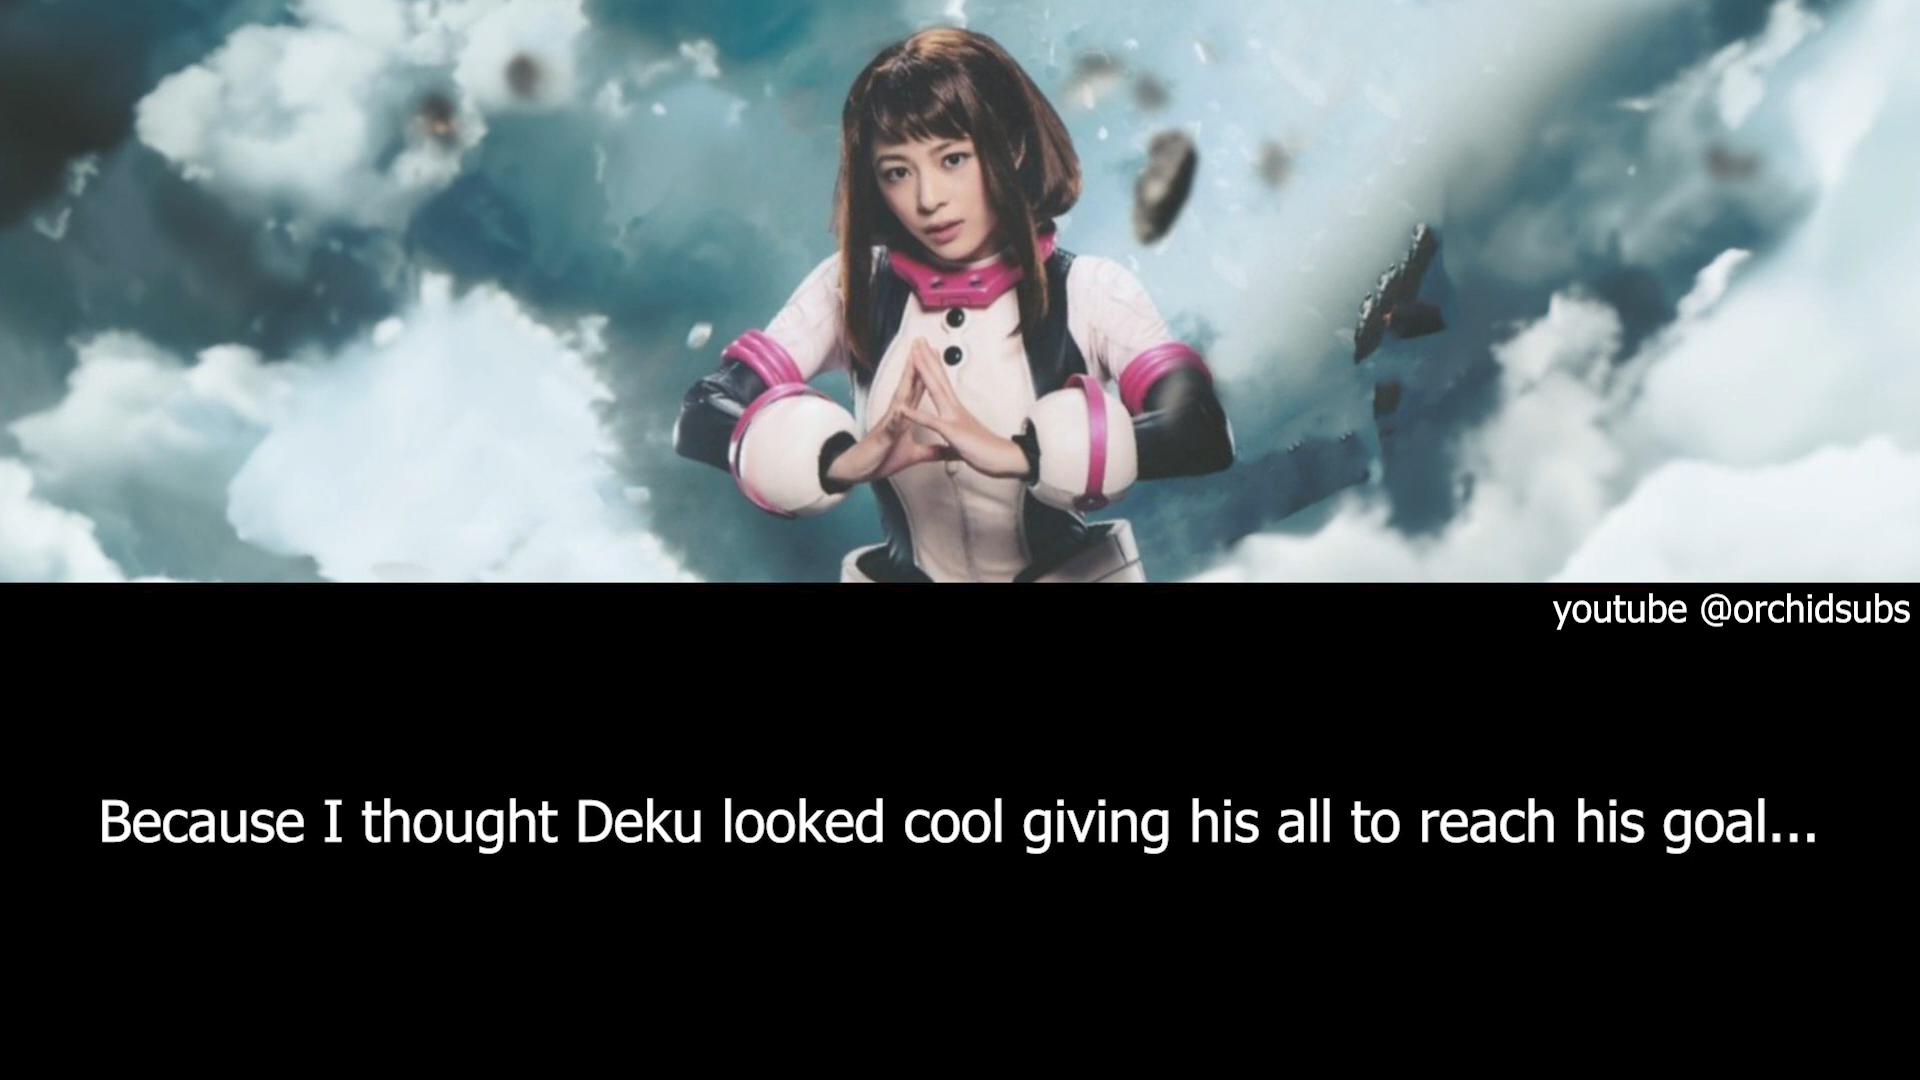 youtube @orchidsubs
Because I thought Deku looked cool giving his all to reach his goal...